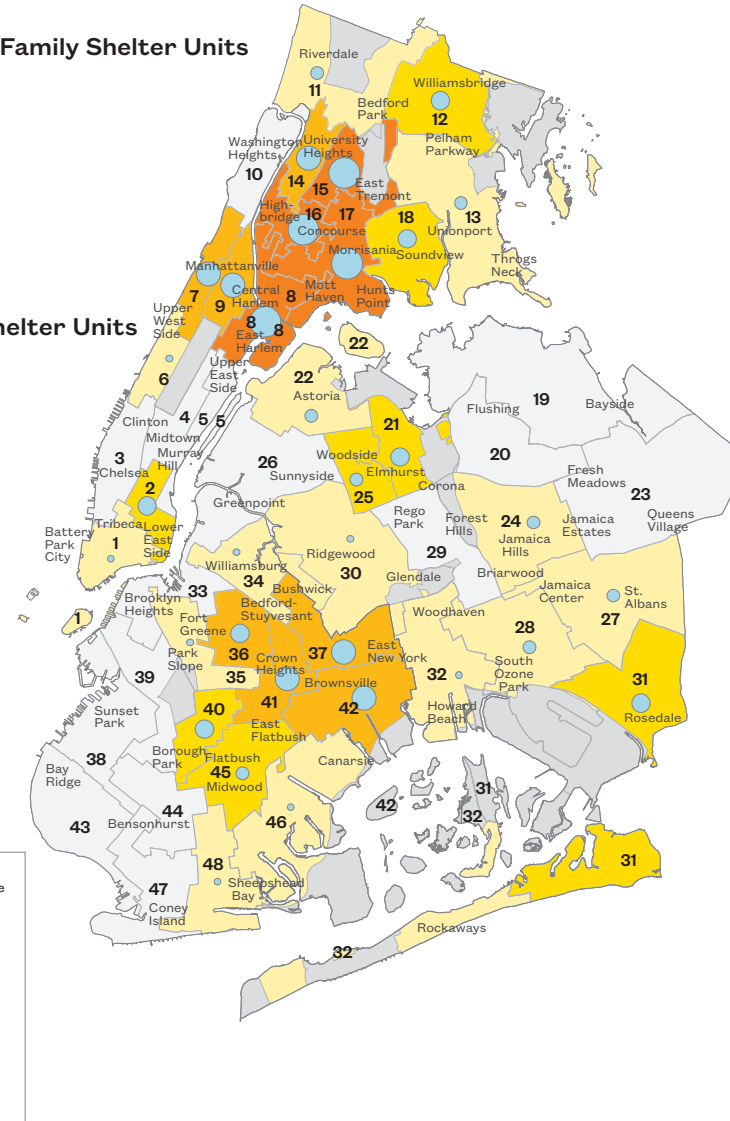 Family Shelter Units
Riverdale
11
Williamsbridge
12
Bedford
Park
Pelham
Parkway
Washington
Heights
10
University
Heights
14
15
East
Tremont
High-
bridge
16
17
Concourse
18
13
Unionport
Soundview
Morrisania
Throgs
Neck
Manhattanville
Central
Harlem
7
9
8
Mott
Haven
Hunts
Point
Upper
West
Side
helter Units
8
8
East
Harlem
22
6
Upper
East
Side
22
Astoria
19
Flushing
Bayside
Clinton
4
5
5
21
Midtown
Murray
Hill
3
Chelsea
2
26
Sunnyside
Woodside
Elmhurst
25
Corona
20
Fresh
Meadows
23
Queens
Village
Greenpoint
Battery
Park
City
Tribeca
Lower
East
Side
1
Rego
Park
Forest
Hills
24
Jamaica
Hills
Jamaica
Estates
29
Ridgewood
30
Glendale
Briarwood
Williamsburg
34
Bushwick
33
Brooklyn
Heights
Bedford-
Stuyvesant
Woodhaven
Jamaica
Center
St.
Albans
27
1
Fort
Greene
Park
Slope
36
37
East
New York
28
South
Ozone
Park
35
Crown
Heights
Brownsville
32
31
Rosedale
39
Sunset
Park
40
41
42
Howard
Beach
East
Flatbush
Borough
Park
Flatbush
45
Midwood
Canarsie
38
Bay
Ridge
43
44
Bensonhurst
46
42
31
32
48
Sheepshead
Bay
47
Coney
Island
31
Rockaways
32
e